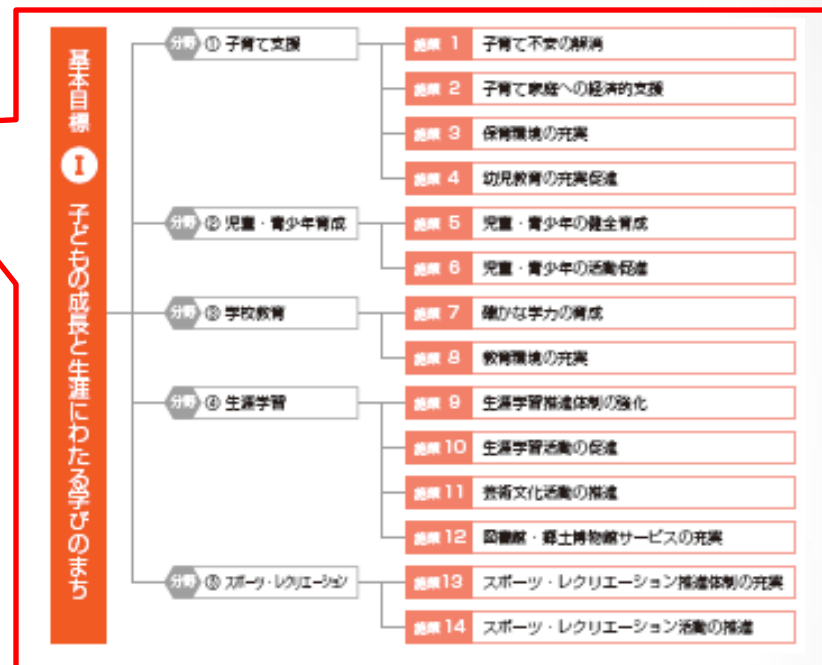 基本目標 I 子どもの成長と生涯にわたる学びのまち
分野 ① 子育て支援
施策 1 子育て不安の解消
施策 2 子育て家庭への経済的支援
施策 3 保育環境の充実
施策 4 幼児教育の充実促進
分野 ② 児童・青少年育成
施策 5 児童・青少年の健全育成
施策 6 児童・青少年の活動促進
分野 ③ 学校教育
施策 7 確かな学力の育成
施策 8 教育環境の充実
分野 ④ 生涯学習
施策 9 生涯学習推進体制の強化
施策 10 生涯学習活動の促進
施策 11 芸術文化活動の推進
施策 12 図書館・郷土博物館サービスの充実
分野 ⑤ スポーツ・レクリエーション
施策 13 スポーツ・レクリエーション推進体制の充実
施策 14 スポーツ・レクリエーション活動の推進